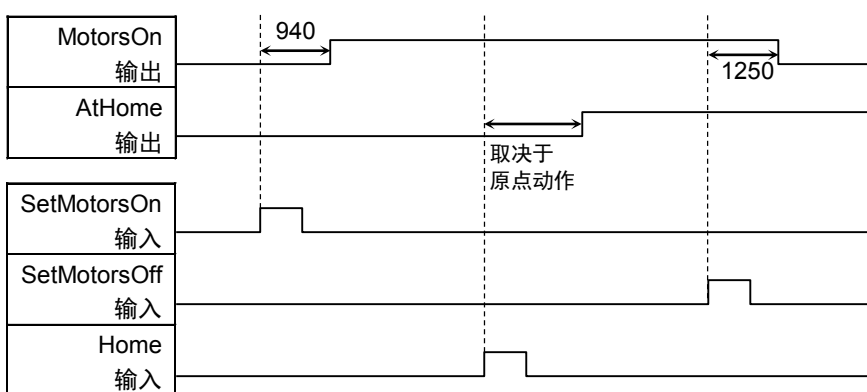 MotorsOn
输出
940
1250
AtHome
输出
取决于
原点动作
SetMotorsOn
输入
SetMotorsOff
输入
Home
输入